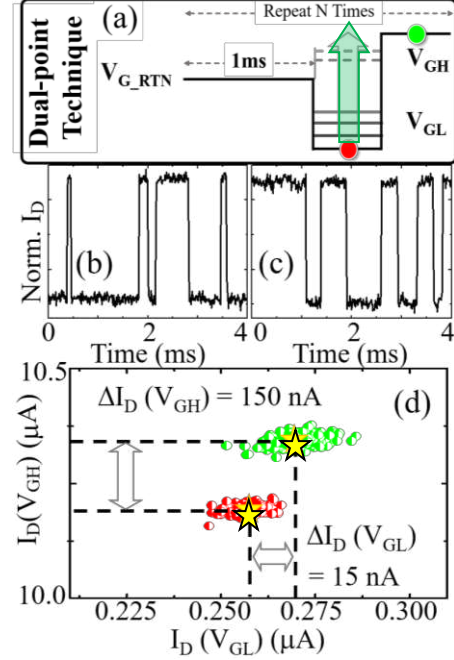 (a)
Repeat N Times
Dual-point
Technique
V_G_RTN
1ms
V_GH
V_GL
Norm. I_D
(b)
(c)
0 2 4
0 2 4
Time (ms)
Time (ms)
10.5
ΔI_D (V_GH) = 150 nA
(d)
I_D(V_GH) (μA)
ΔI_D (V_GL)
= 15 nA
10.0
0.225 0.250 0.275 0.310
I_D (V_GL) (μA)